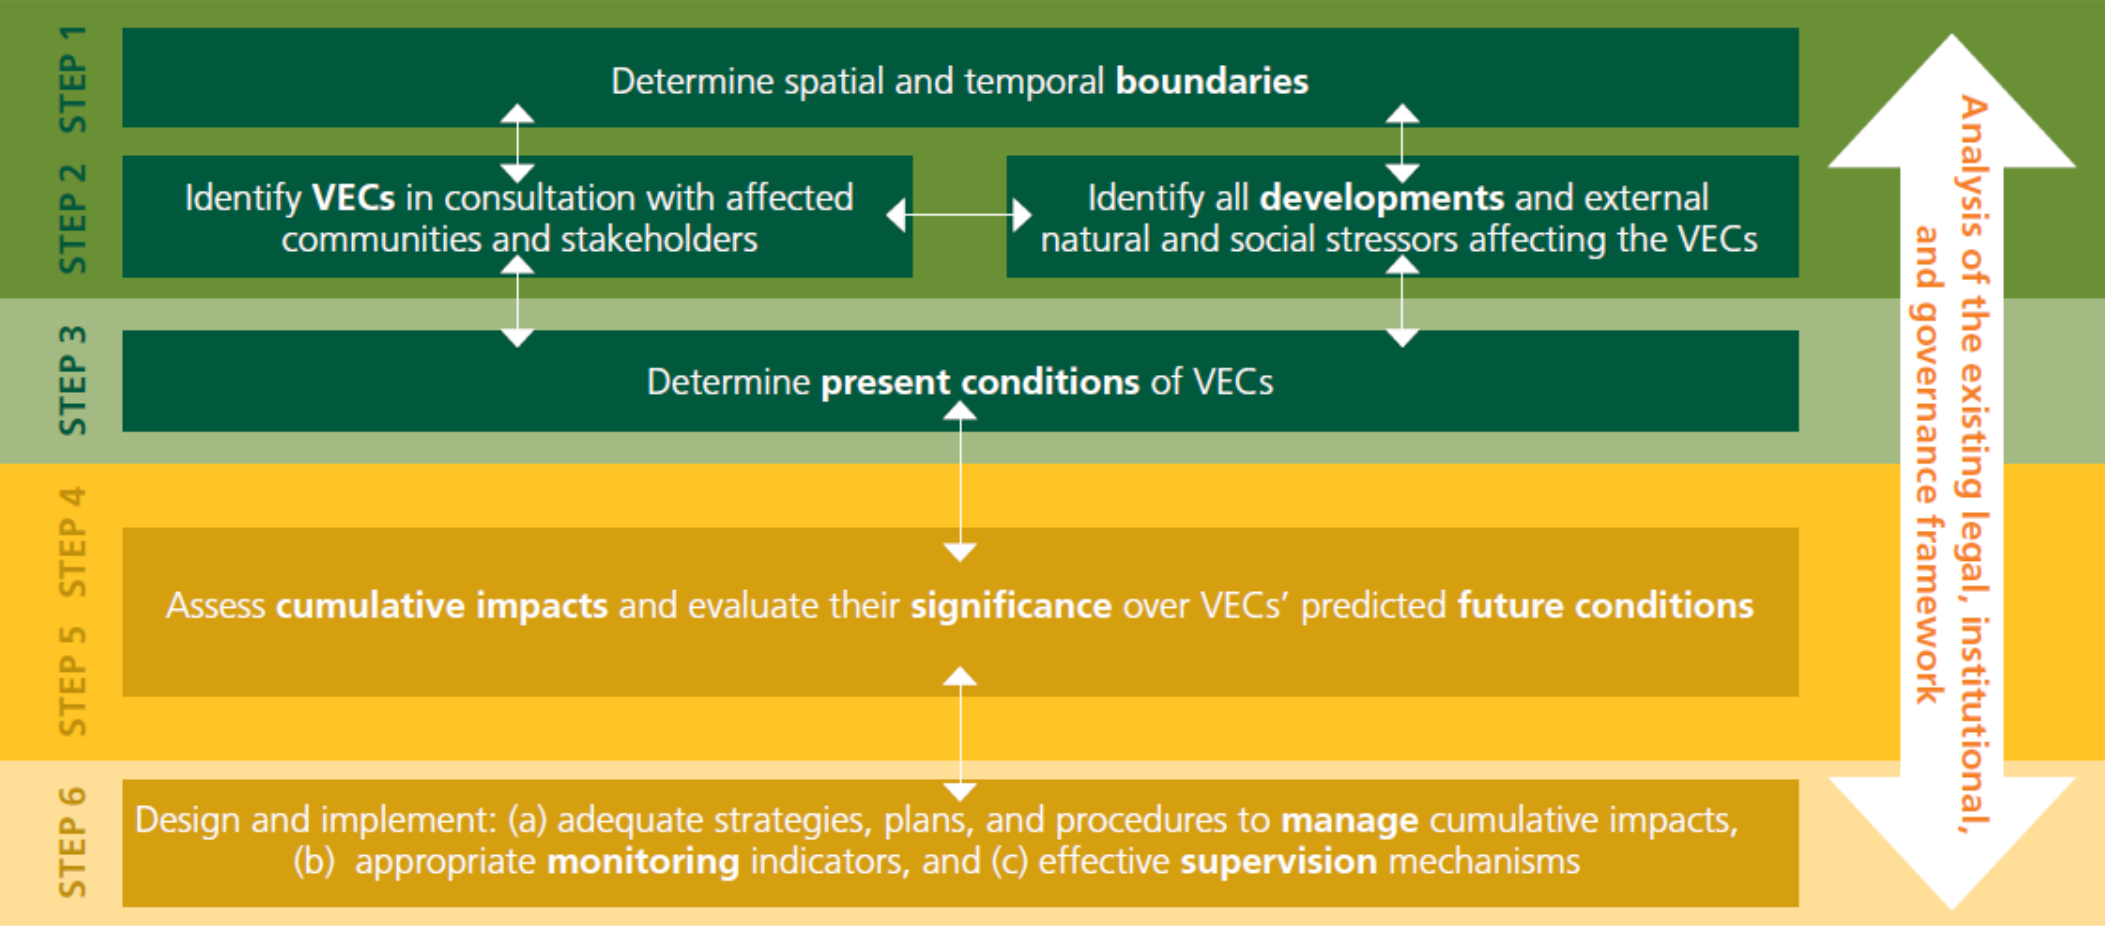 STEP 1
Determine spatial and temporal boundaries
STEP 2
Identify VECs in consultation with affected
communities and stakeholders
Identify all developments and external
natural and social stressors affecting the VECs
STEP 3
Determine present conditions of VECs
STEP 4
STEP 5
Assess cumulative impacts and evaluate their significance over VECs’ predicted future conditions
STEP 6
Design and implement: (a) adequate strategies, plans, and procedures to manage cumulative impacts,
(b) appropriate monitoring indicators, and (c) effective supervision mechanisms
Analysis of the existing legal, institutional,
and governance framework